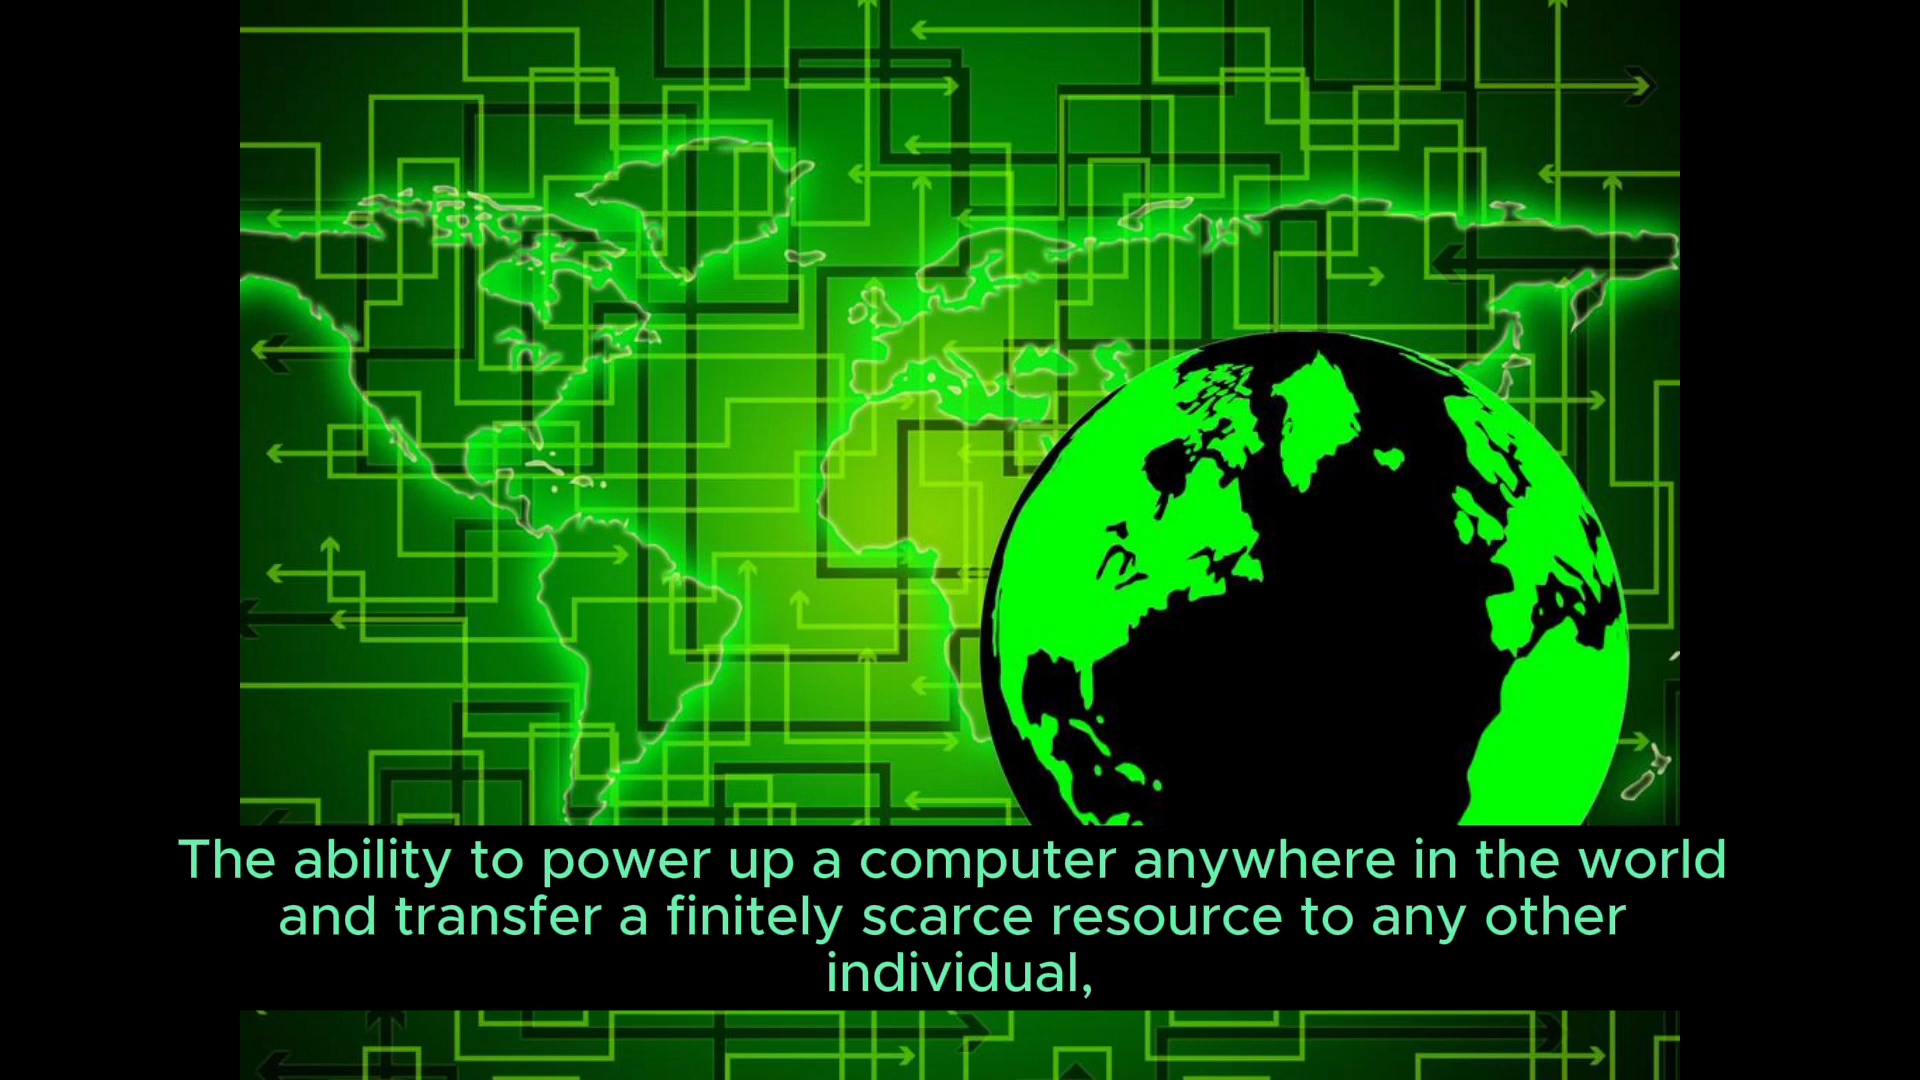 The ability to power up a computer anywhere in the world
and transfer a finitely scarce resource to any other
individual,